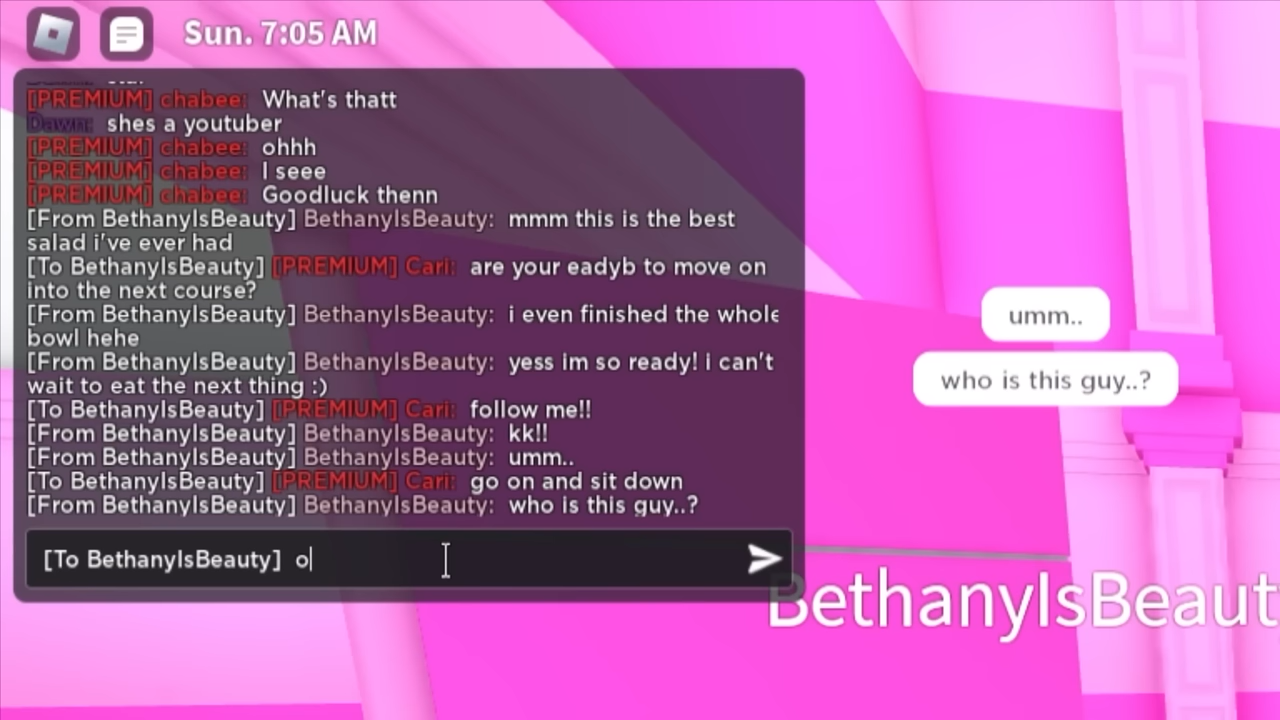 Sun. 7:05 AM
[PREMIUM] chabee: What's thatt
Dawn: shes a youtuber
[PREMIUM] chabee: ohhh
[PREMIUM] chabee: I seee
[PREMIUM] chabee: Goodluck thenn
[From BethanyIsBeauty] BethanyIsBeauty: mmm this is the best
salad i've ever had
[To BethanyIsBeauty] [PREMIUM] Cari: are your eadyb to move on
into the next course?
[From BethanyIsBeauty] BethanyIsBeauty: i even finished the whole
bowl hehe
[From BethanyIsBeauty] BethanyIsBeauty: yess im so ready! i can't
wait to eat the next thing :)
[To BethanyIsBeauty] [PREMIUM] Cari: follow me!!
[From BethanyIsBeauty] BethanyIsBeauty: kk!!
[From BethanyIsBeauty] BethanyIsBeauty: umm..
[To BethanyIsBeauty] [PREMIUM] Cari: go on and sit down
[From BethanyIsBeauty] BethanyIsBeauty: who is this guy..?
[To BethanyIsBeauty] o
umm..
who is this guy..?
BethanyIsBeaut